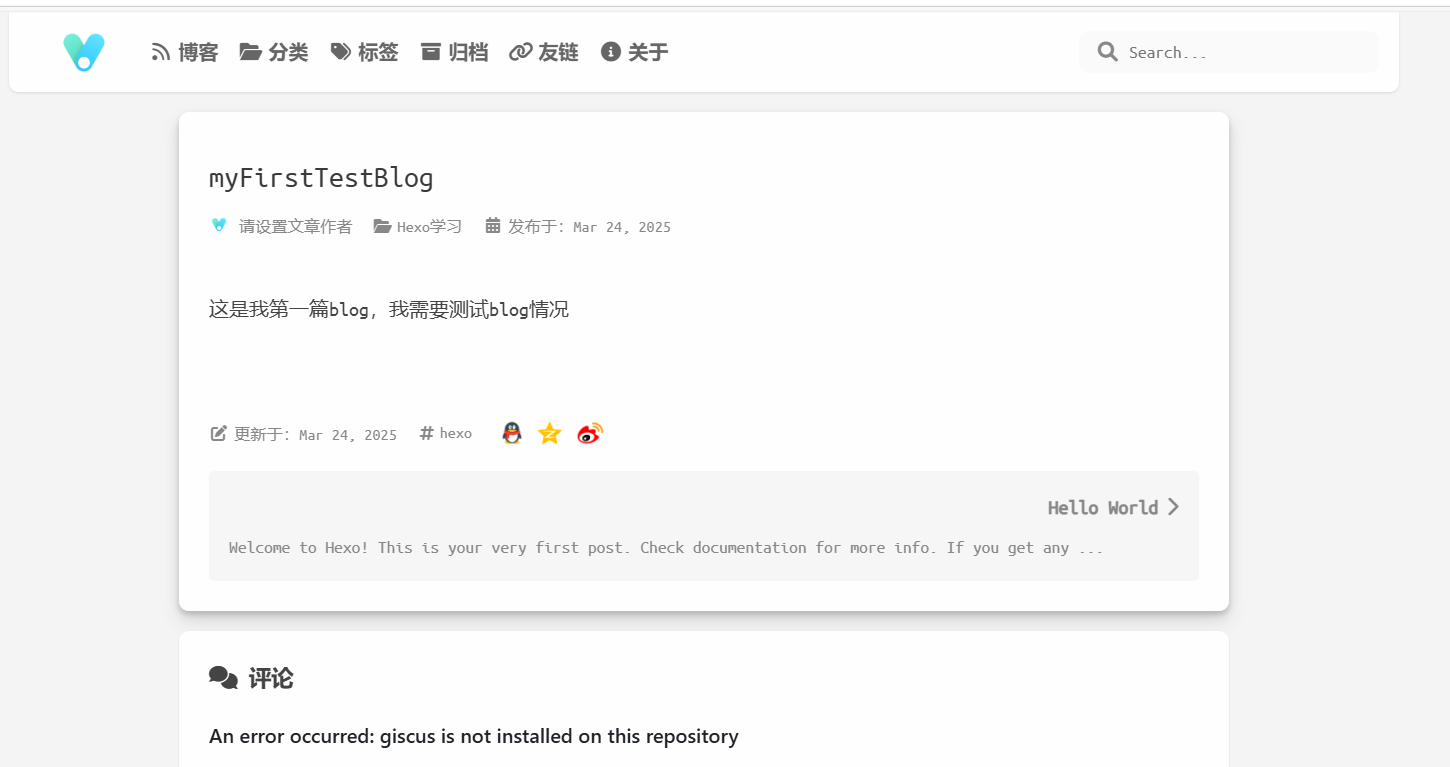 博客 分类 标签 归档 友链 关于 Search...
myFirstTestBlog
请设置文章作者 Hexo学习 发布于：Mar 24, 2025
这是我第一篇blog，我需要测试blog情况
更新于：Mar 24, 2025 # hexo
Hello World
Welcome to Hexo! This is your very first post. Check documentation for more info. If you get any ...
评论
An error occurred: giscus is not installed on this repository